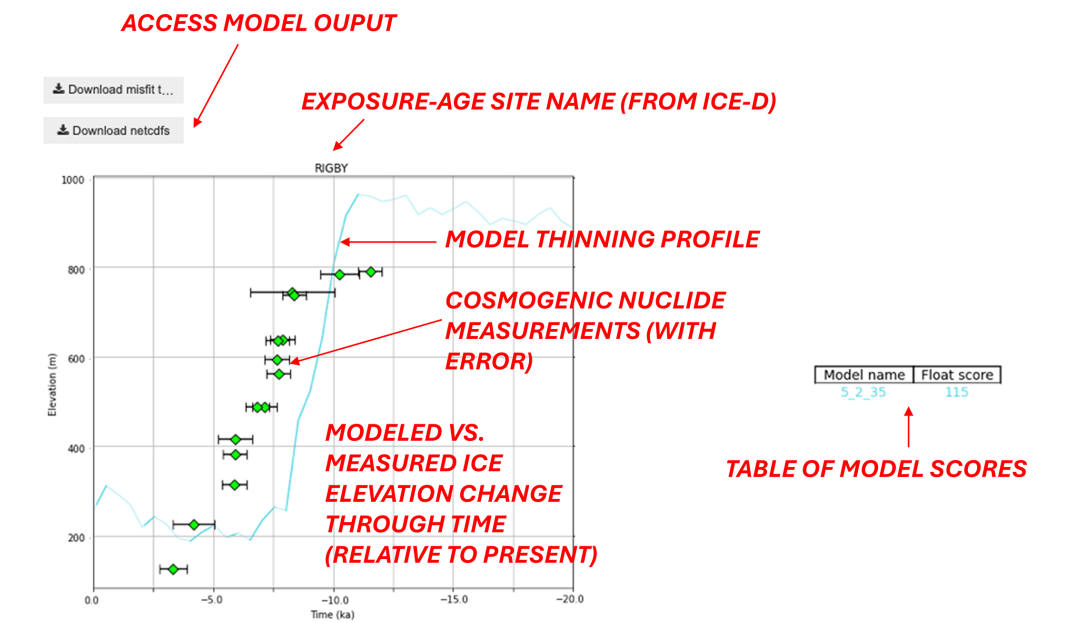 ACCESS MODEL OUPUT
Download misfit t...
EXPOSURE-AGE SITE NAME (FROM ICE-D)
Download netcdfs
RIGBY
1000
800
600
400
200
Elevation (m)
MODEL THINNING PROFILE
COSMOGENIC NUCLIDE
MEASUREMENTS (WITH
ERROR)
MODELED VS.
MEASURED ICE
ELEVATION CHANGE
THROUGH TIME
(RELATIVE TO PRESENT)
0.0 −5.0 −10.0 −15.0 −20.0
Time (ka)
Model name Float score
5_2_35 115
TABLE OF MODEL SCORES